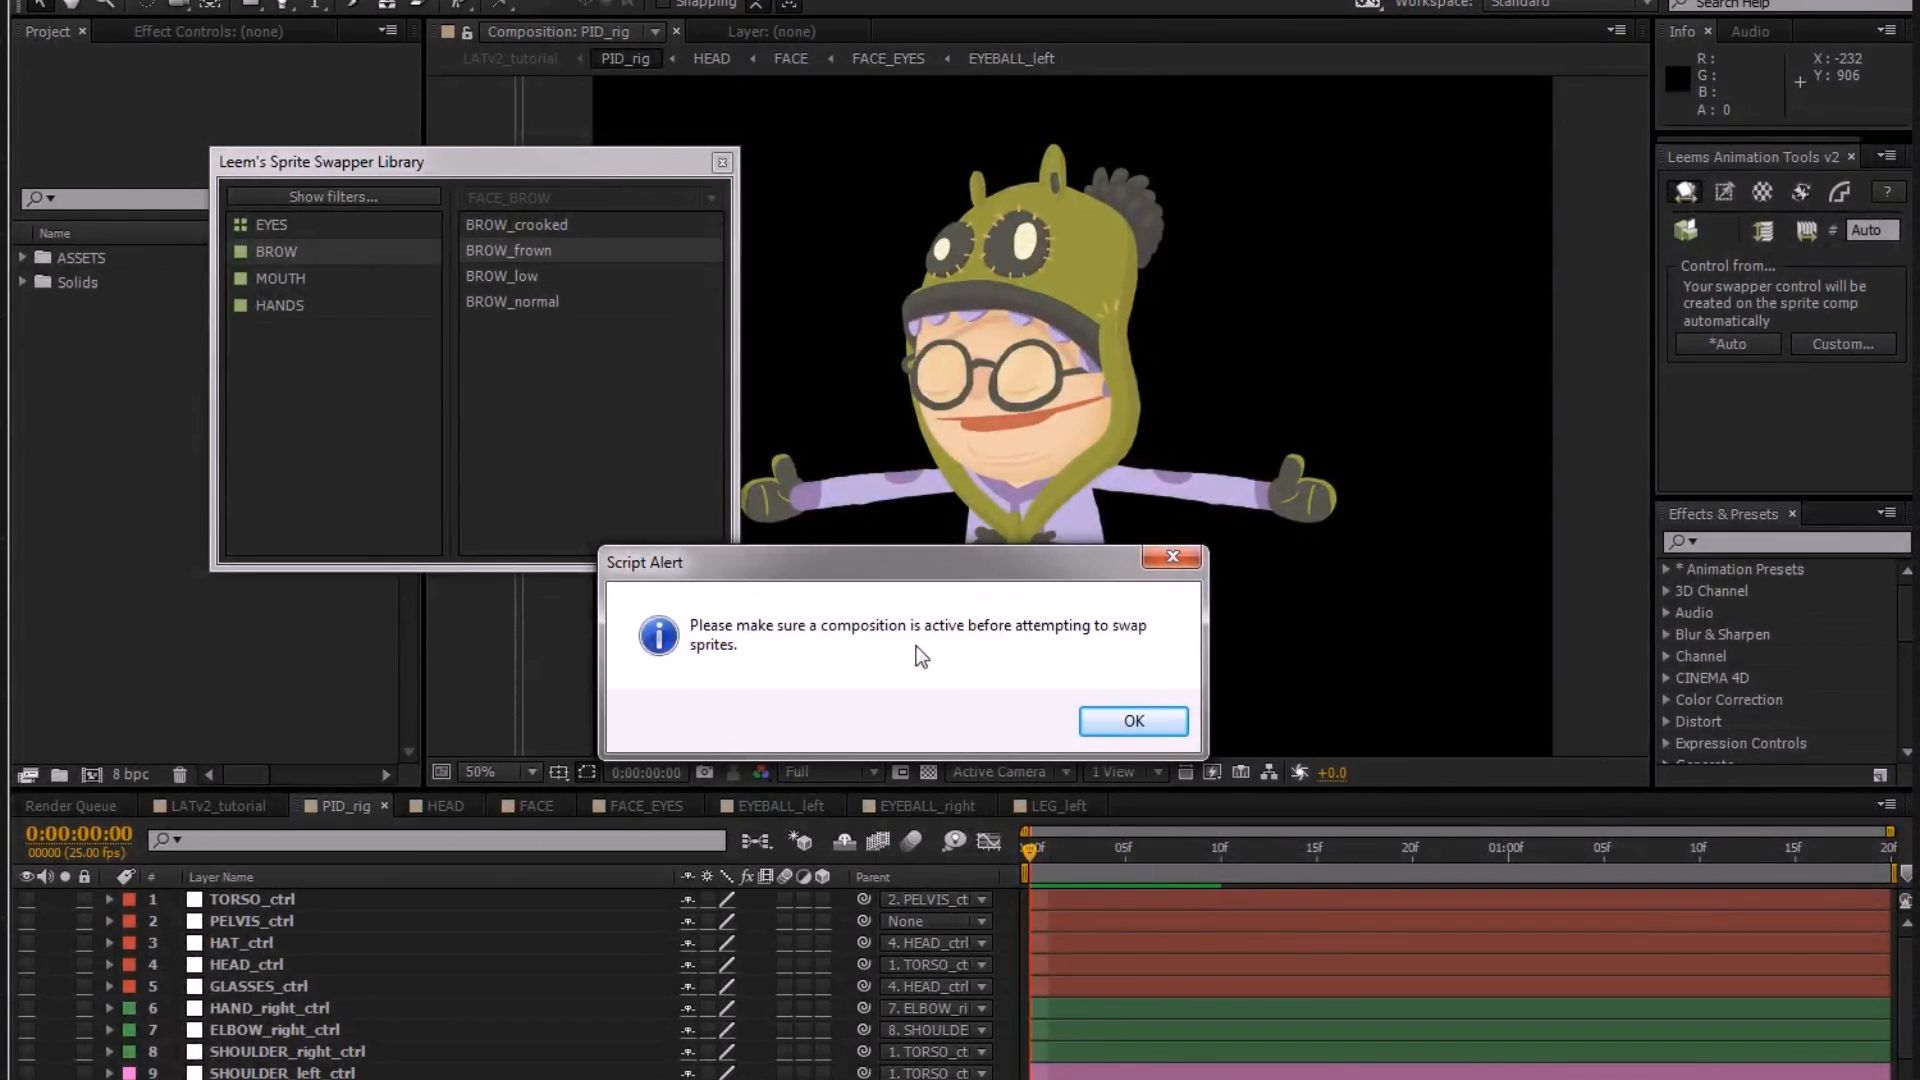 Snapping
Workspace:
Standard
Search Help
Project
Effect Controls: (none)
Composition: PID_rig
Layer: (none)
Info
Audio
LATv2_tutorial
PID_rig
HEAD
FACE
FACE_EYES
EYEBALL_left
R :
G :
B :
A : 0
X : -232
Y : 906
Leem's Sprite Swapper Library
Show filters...
FACE_BROW
EYES
BROW
MOUTH
HANDS
BROW_crooked
BROW_frown
BROW_low
BROW_normal
Name
ASSETS
Solids
Leems Animation Tools v2
?
# Auto
Control from...
Your swapper control will be
created on the sprite comp
automatically
*Auto
Custom...
Effects & Presets
* Animation Presets
3D Channel
Audio
Blur & Sharpen
Channel
CINEMA 4D
Color Correction
Distort
Expression Controls
Generate
Script Alert
Please make sure a composition is active before attempting to swap
sprites.
OK
8 bpc
50%
0:00:00:00
Full
Active Camera
1 View
+0.0
Render Queue
LATv2_tutorial
PID_rig
HEAD
FACE
FACE_EYES
EYEBALL_left
EYEBALL_right
LEG_left
0:00:00:00
00000 (25.00 fps)
05f
10f
15f
20f
01:00f
05f
10f
15f
20f
#
Layer Name
fx
Parent
1 TORSO_ctrl 2. PELVIS_ct
2 PELVIS_ctrl None
3 HAT_ctrl 4. HEAD_ctrl
4 HEAD_ctrl 1. TORSO_ct
5 GLASSES_ctrl 4. HEAD_ctrl
6 HAND_right_ctrl 7. ELBOW_ri
7 ELBOW_right_ctrl 8. SHOULDE
8 SHOULDER_right_ctrl 1. TORSO_ct
9 SHOULDER_left_ctrl 1. TORSO_ct